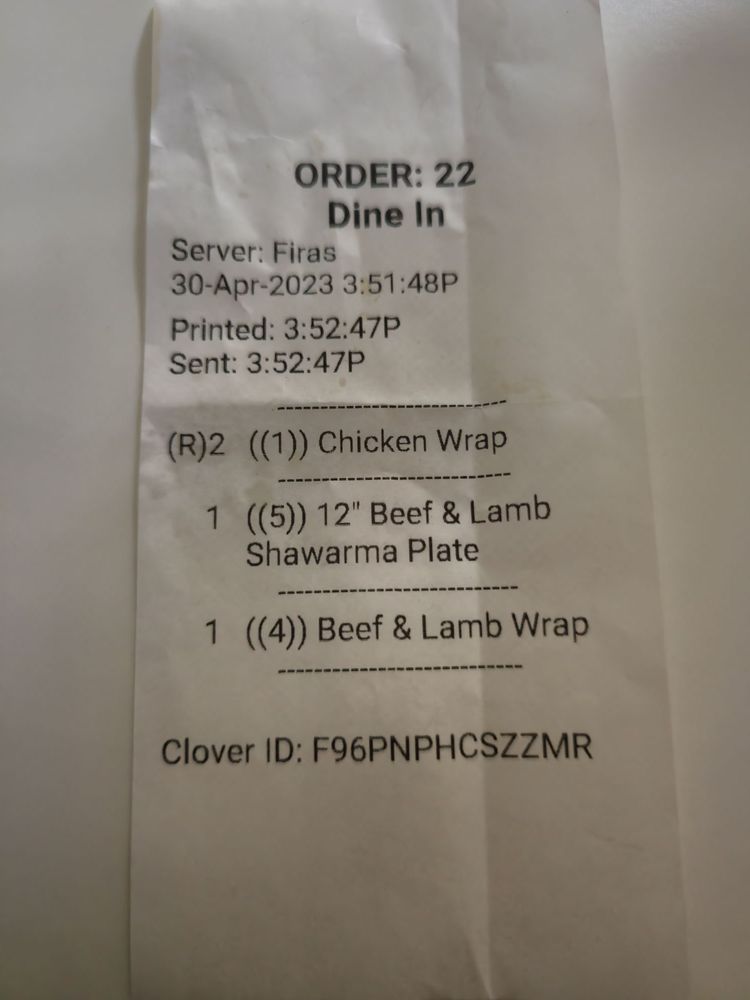 ORDER: 22
Dine In
Server: Firas
30-Apr-2023 3:51:48P
Printed: 3:52:47P
Sent: 3:52:47P
--------------------------
(R)2 ((1)) Chicken Wrap
--------------------------
1 ((5)) 12" Beef & Lamb
Shawarma Plate
--------------------------
1 ((4)) Beef & Lamb Wrap
--------------------------
Clover ID: F96PNPHCSZZMR